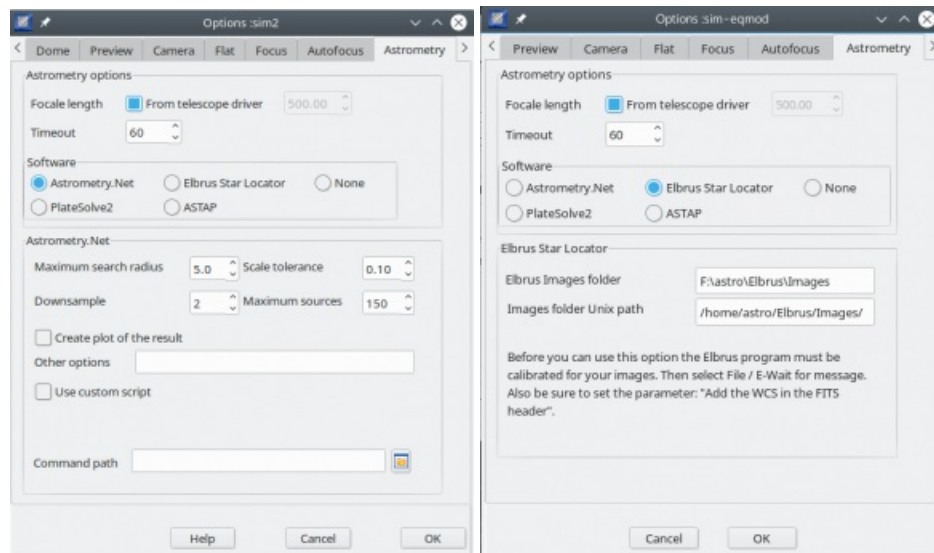 Options :sim2
Dome Preview Camera Flat Focus Autofocus Astrometry
Astrometry options
Focale length From telescope driver 500.00
Timeout 60
Software
Astrometry.Net Elbrus Star Locator None
PlateSolve2 ASTAP
Astrometry.Net
Maximum search radius 5.0 Scale tolerance 0.10
Downsample 2 Maximum sources 150
Create plot of the result
Other options
Use custom script
Command path
Help Cancel OK
Options :sim-eqmod
Preview Camera Flat Focus Autofocus Astrometry
Astrometry options
Focale length From telescope driver 500.00
Timeout 60
Software
Astrometry.Net Elbrus Star Locator None
PlateSolve2 ASTAP
Elbrus Star Locator
Elbrus Images folder F:\astro\Elbrus\Images
Images folder Unix path /home/astro/Elbrus/Images/
Before you can use this option the Elbrus program must be
calibrated for your images. Then select File / E-Wait for message.
Also be sure to set the parameter: "Add the WCS in the FITS
header".
Cancel OK